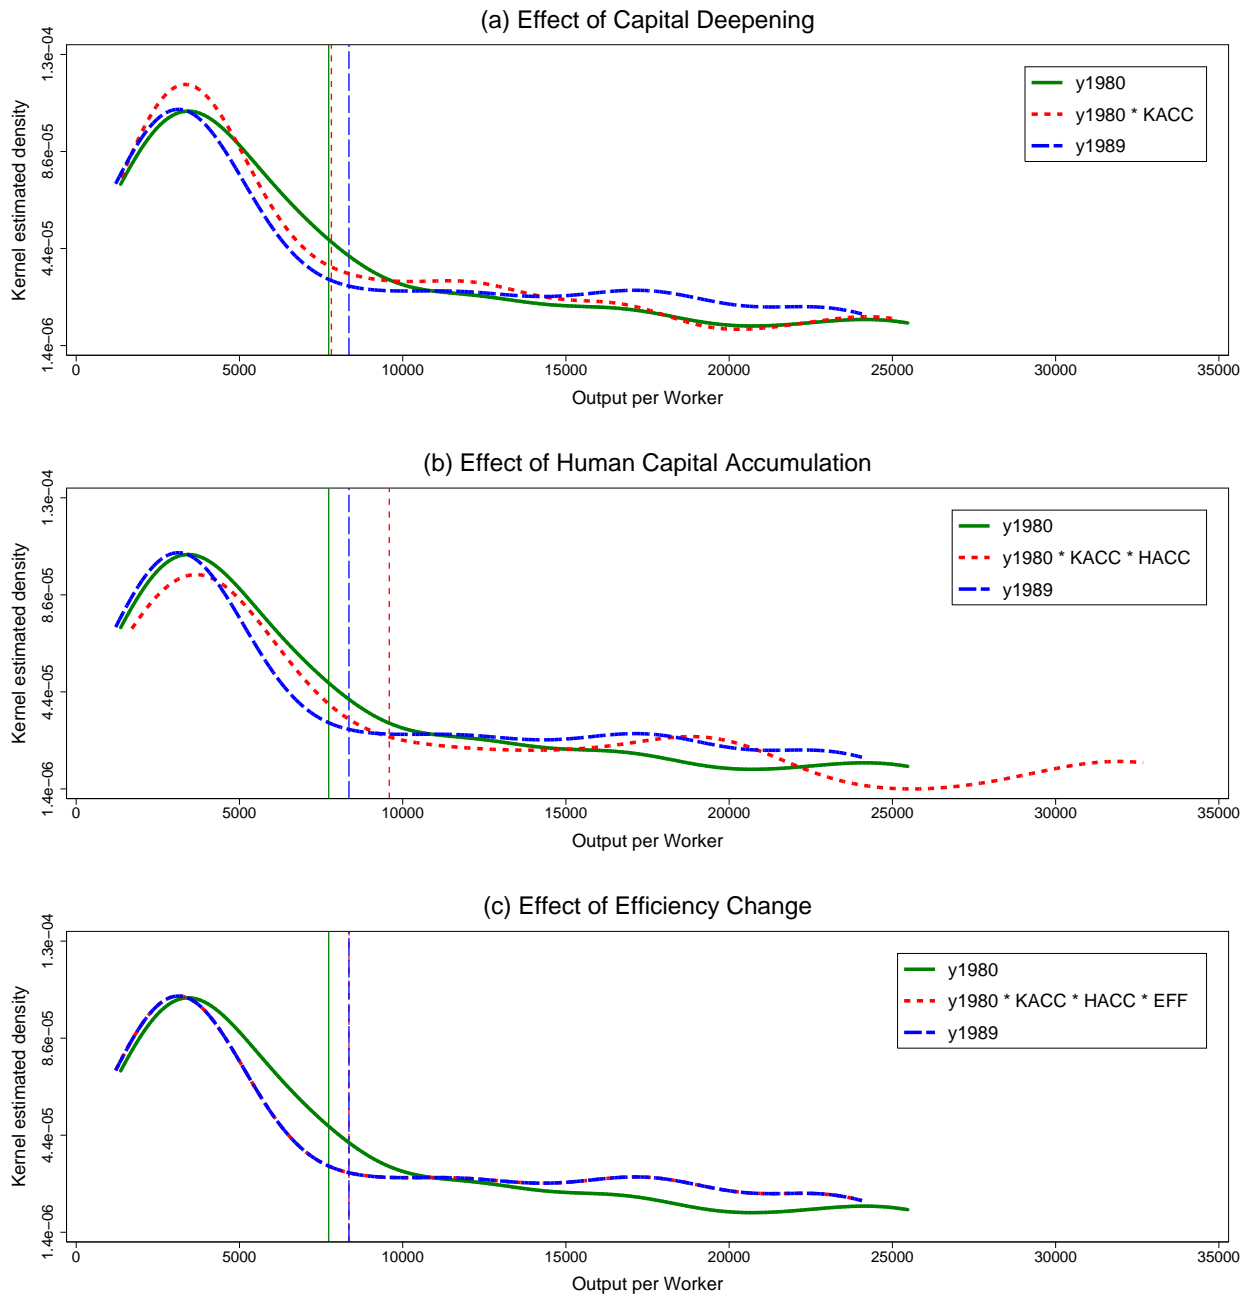 (a) Effect of Capital Deepening
Kernel estimated density
1.3e−04
8.6e−05
4.4e−05
1.4e−06
y1980
y1980 * KACC
y1989
0 5000 10000 15000 20000 25000 30000 35000
Output per Worker
(b) Effect of Human Capital Accumulation
Kernel estimated density
1.3e−04
8.6e−05
4.4e−05
1.4e−06
y1980
y1980 * KACC * HACC
y1989
0 5000 10000 15000 20000 25000 30000 35000
Output per Worker
(c) Effect of Efficiency Change
Kernel estimated density
1.3e−04
8.6e−05
4.4e−05
1.4e−06
y1980
y1980 * KACC * HACC * EFF
y1989
0 5000 10000 15000 20000 25000 30000 35000
Output per Worker